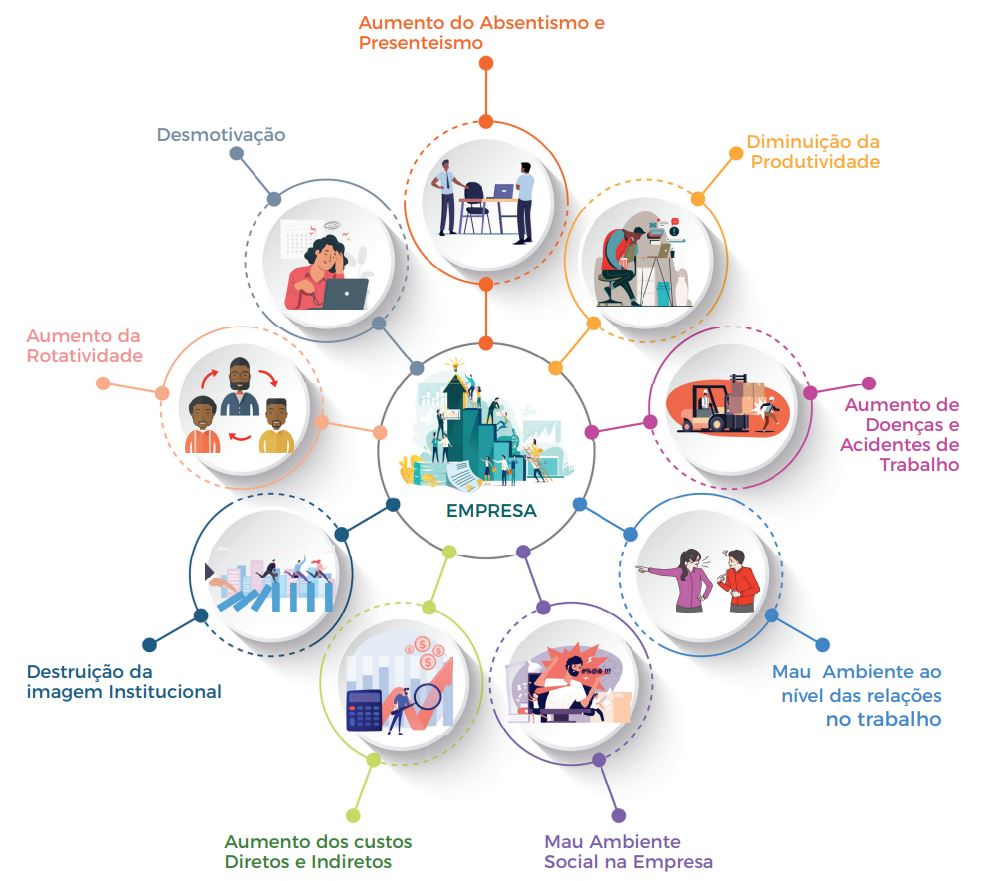 Aumento do Absentismo e
Presenteismo
Diminuição da
Produtividade
Aumento de
Doenças e
Acidentes de
Trabalho
Mau Ambiente ao
nível das relações
no trabalho
Mau Ambiente
Social na Empresa
#%@& !!!
Aumento dos custos
Diretos e Indiretos
$
$
$
$
Destruição da
imagem Institucional
Aumento da
Rotatividade
Desmotivação
EMPRESA